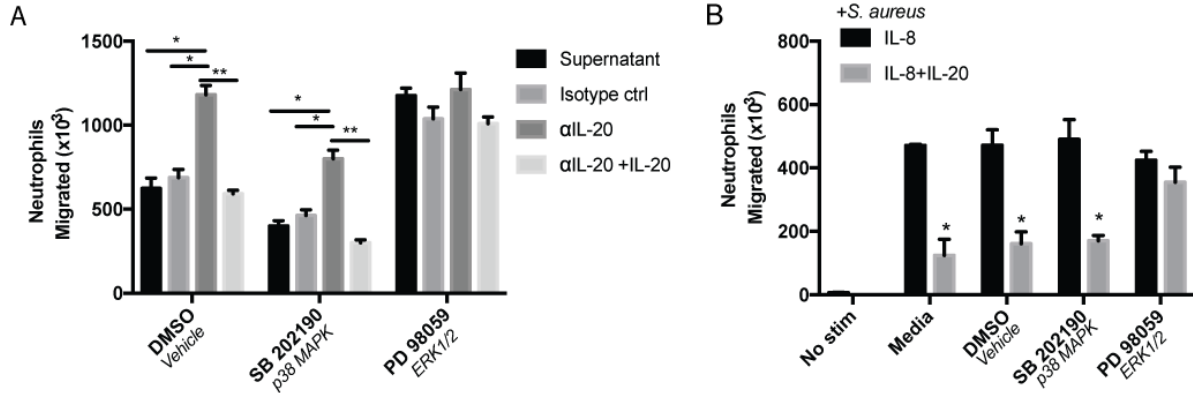 A
Neutrophils
Migrated (x10³)
1500
1000
500
0
*
*
**
*
*
**
DMSO
Vehicle
SB 202190
p38 MAPK
PD 98059
ERK1/2
Supernatant
Isotype ctrl
αIL-20
αIL-20 +IL-20
B
+S. aureus
IL-8
IL-8+IL-20
Neutrophils
Migrated (x10³)
800
600
400
200
0
*
*
*
No stim
Media
DMSO
Vehicle
SB 202190
p38 MAPK
PD 98059
ERK1/2